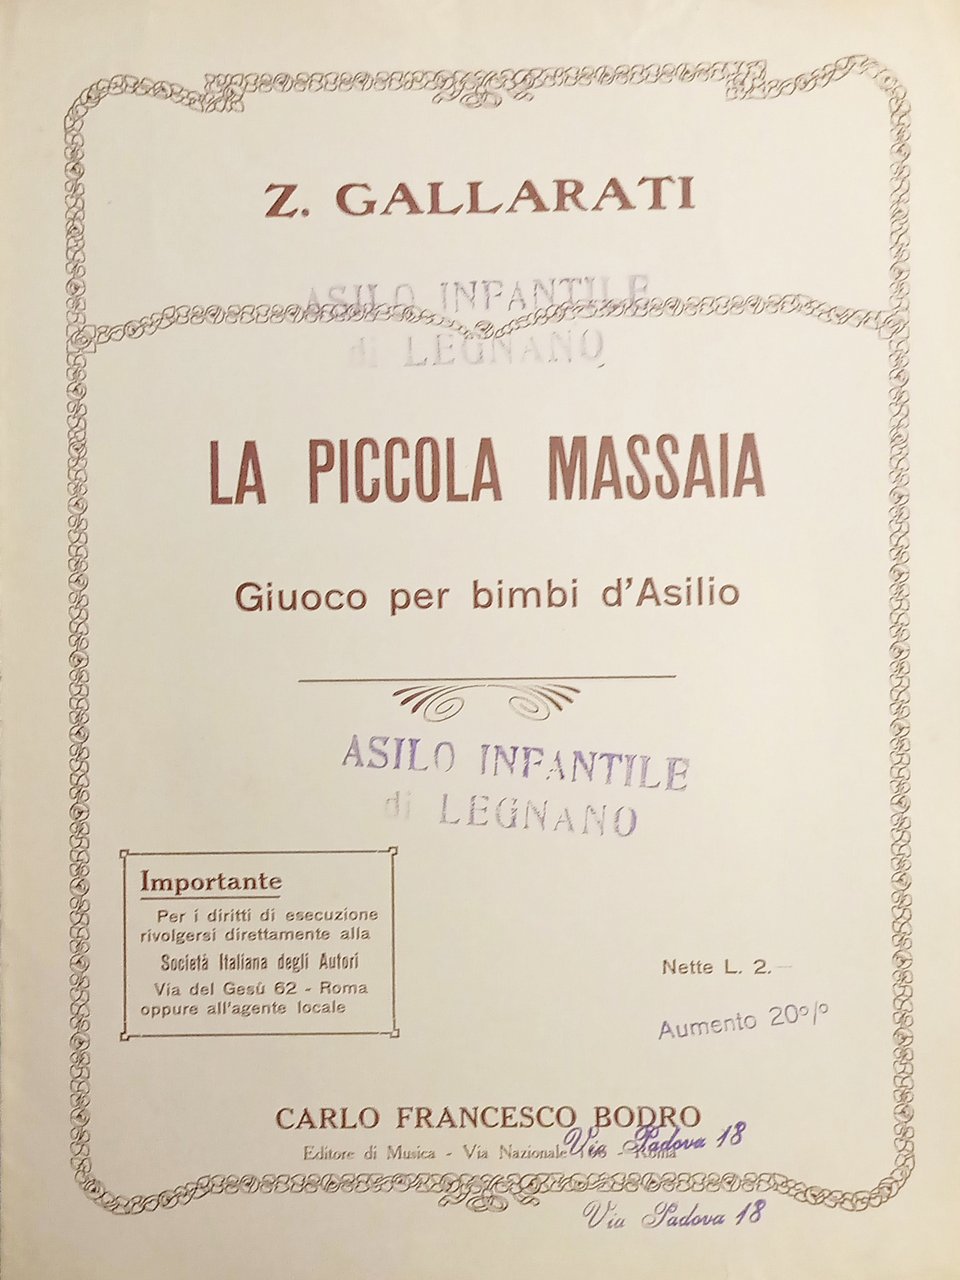 Z. GALLARATI
ASILO INFANTILE
di LEGNANO
LA PICCOLA MASSAIA
Giuoco per bimbi d'Asilio
ASILO INFANTILE
di LEGNANO
Importante
Per i diritti di esecuzione
rivolgersi direttamente alla
Società Italiana degli Autori
Via del Gesù 62 - Roma
oppure all'agente locale
Nette L. 2.—
Aumento 20%
CARLO FRANCESCO BODRO
Editore di Musica - Via Nazionale - Roma
Via Padova 18
Via Padova 18